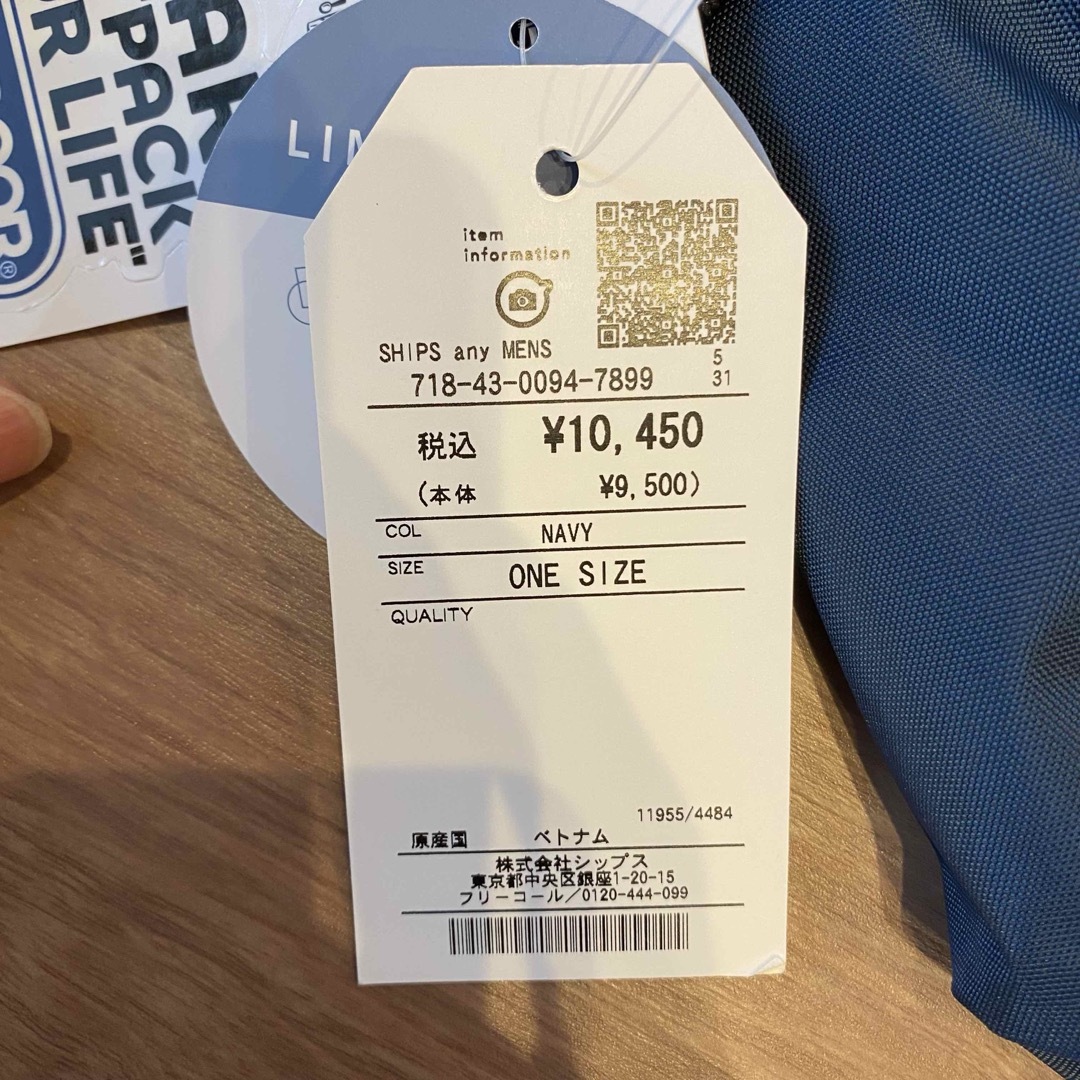 PACK
OR LIFE"
®
LIM
item
information
SHIPS any MENS
5
718-43-0094-7899
31
税込 ¥10,450
(本体 ¥9,500)
COL NAVY
SIZE ONE SIZE
QUALITY
11955/4484
原産国 ベトナム
株式会社シップス
東京都中央区銀座1-20-15
フリーコール/0120-444-099